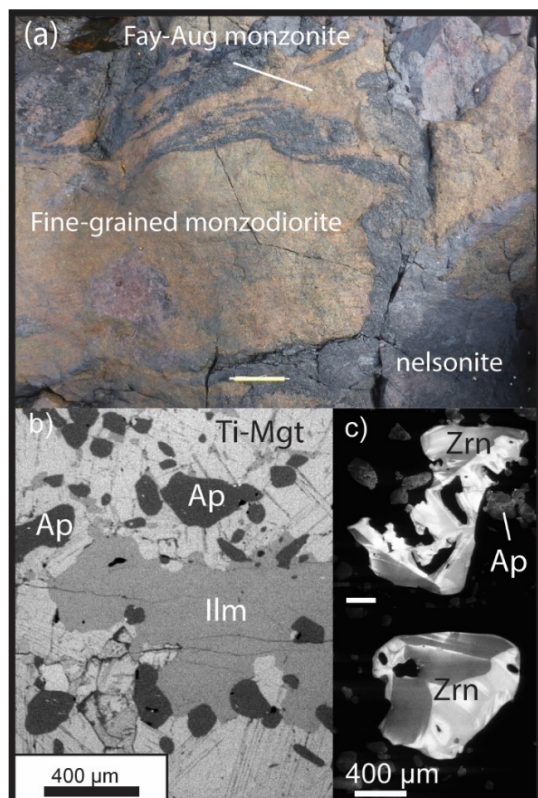 (a)
Fay-Aug monzonite
Fine-grained monzodiorite
nelsonite
b)
Ti-Mgt
Ap
Ap
Ilm
400 µm
c)
Zrn
Ap
Zrn
400 µm